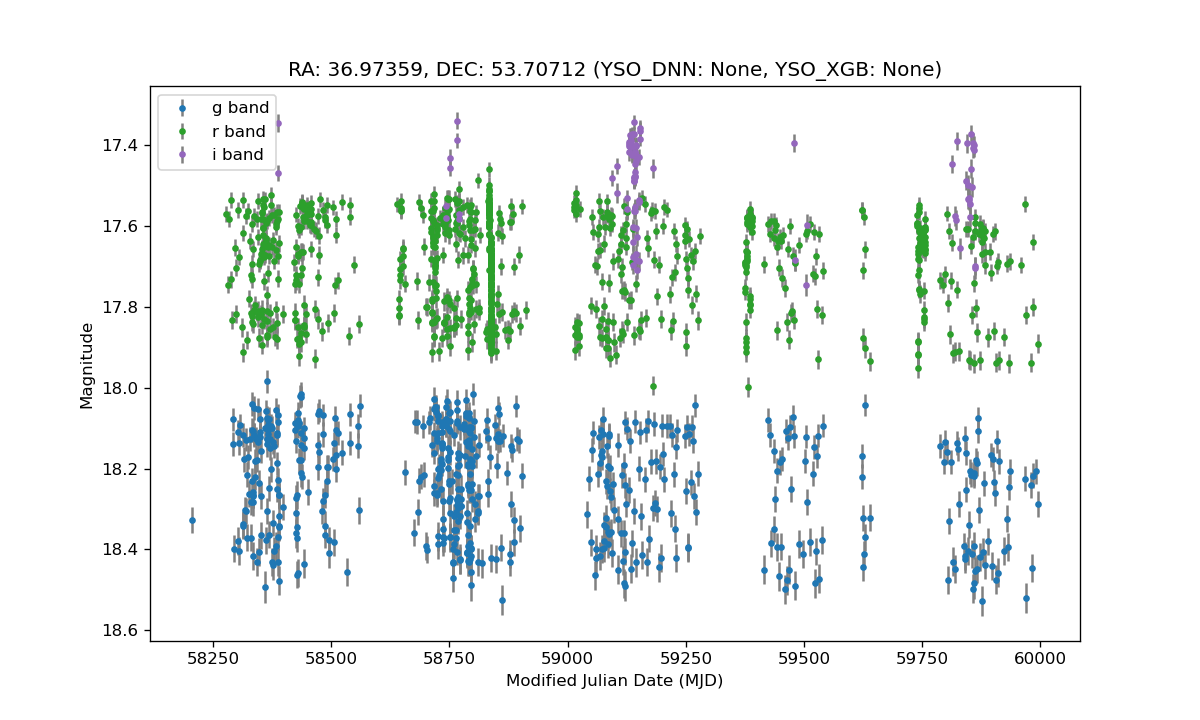 RA: 36.97359, DEC: 53.70712 (YSO_DNN: None, YSO_XGB: None)
g band
r band
i band
17.4
17.6
17.8
18.0
18.2
18.4
18.6
Magnitude
58250
58500
58750
59000
59250
59500
59750
60000
Modified Julian Date (MJD)